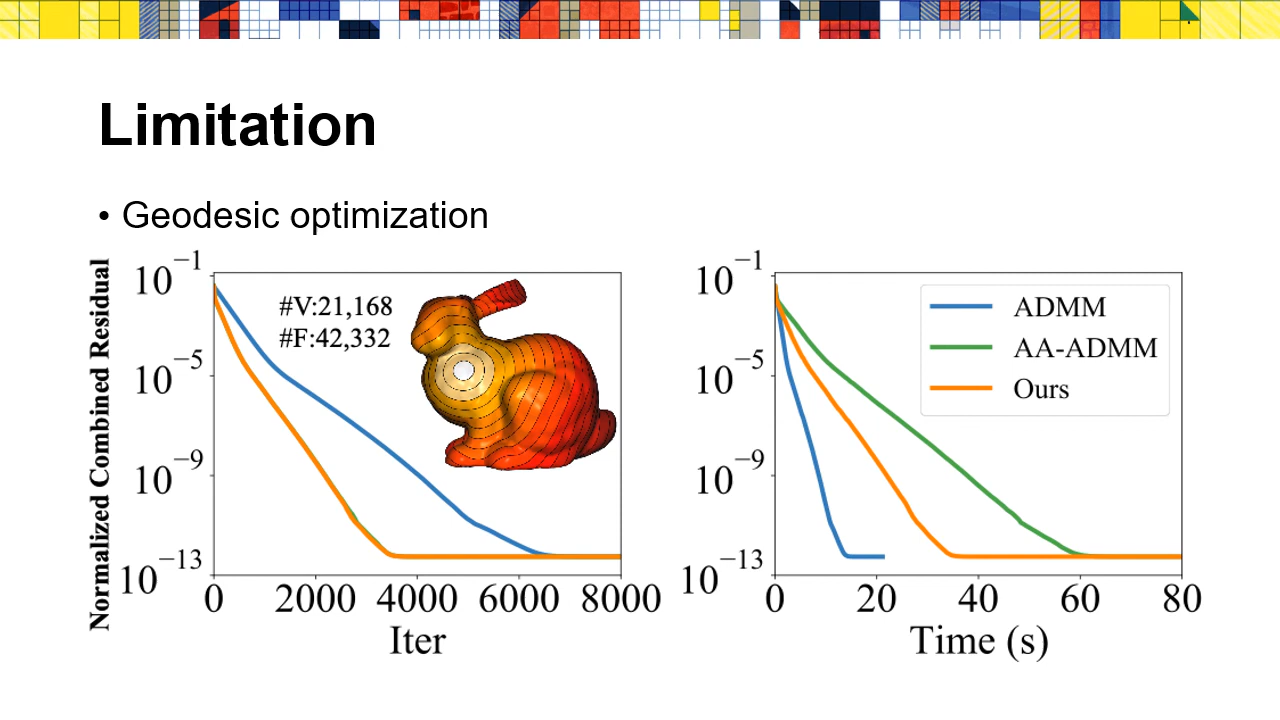 Limitation
• Geodesic optimization
Normalized Combined Residual
10⁻¹
10⁻⁵
10⁻⁹
10⁻¹³
#V:21,168
#F:42,332
0 2000 4000 6000 8000
Iter
10⁻¹
10⁻⁵
10⁻⁹
10⁻¹³
ADMM
AA-ADMM
Ours
0 20 40 60 80
Time (s)